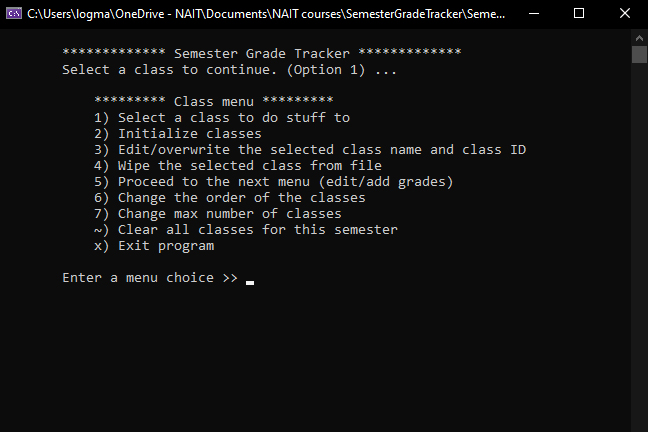 C:\Users\logma\OneDrive - NAIT\Documents\NAIT courses\SemesterGradeTracker\Seme...
************* Semester Grade Tracker *************
Select a class to continue. (Option 1) ...
********* Class menu *********
1) Select a class to do stuff to
2) Initialize classes
3) Edit/overwrite the selected class name and class ID
4) Wipe the selected class from file
5) Proceed to the next menu (edit/add grades)
6) Change the order of the classes
7) Change max number of classes
~) Clear all classes for this semester
x) Exit program
Enter a menu choice >>